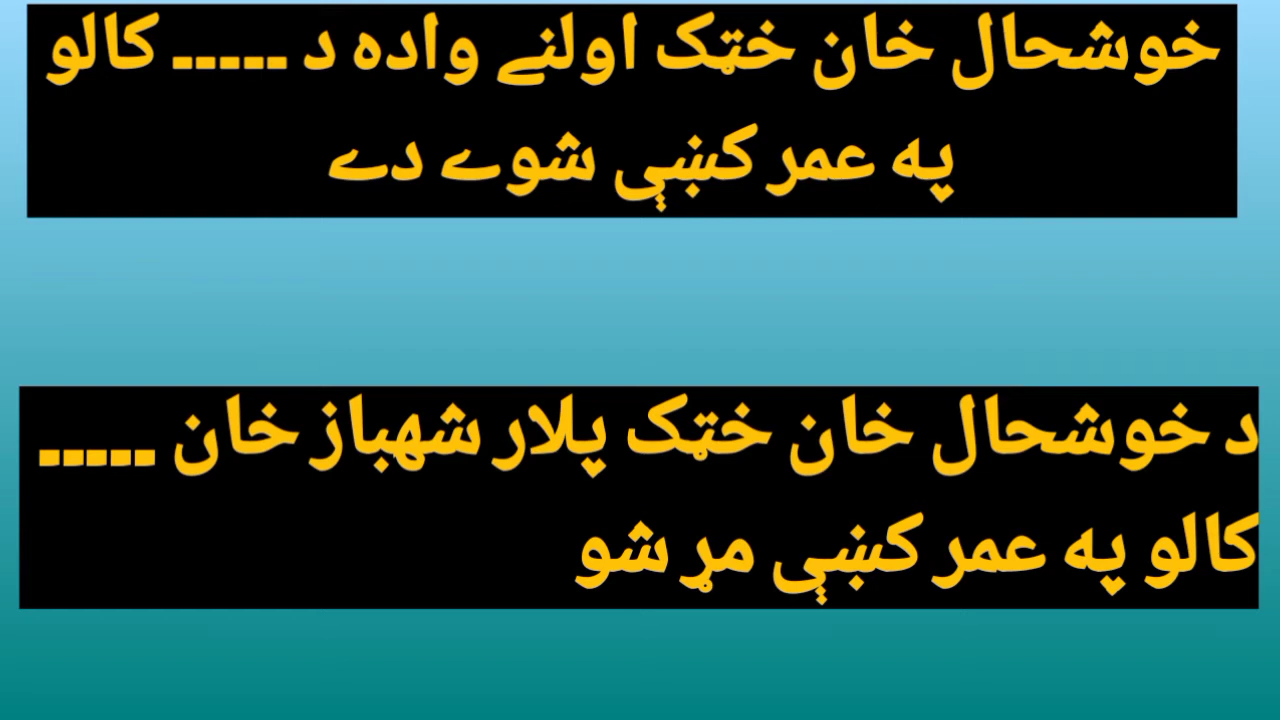 خوشحال خان خټک اولنے واده د ----- کالو
په عمر کښې شوے دے
د خوشحال خان خټک پلار شهباز خان -----
کالو په عمر کښې مړ شو